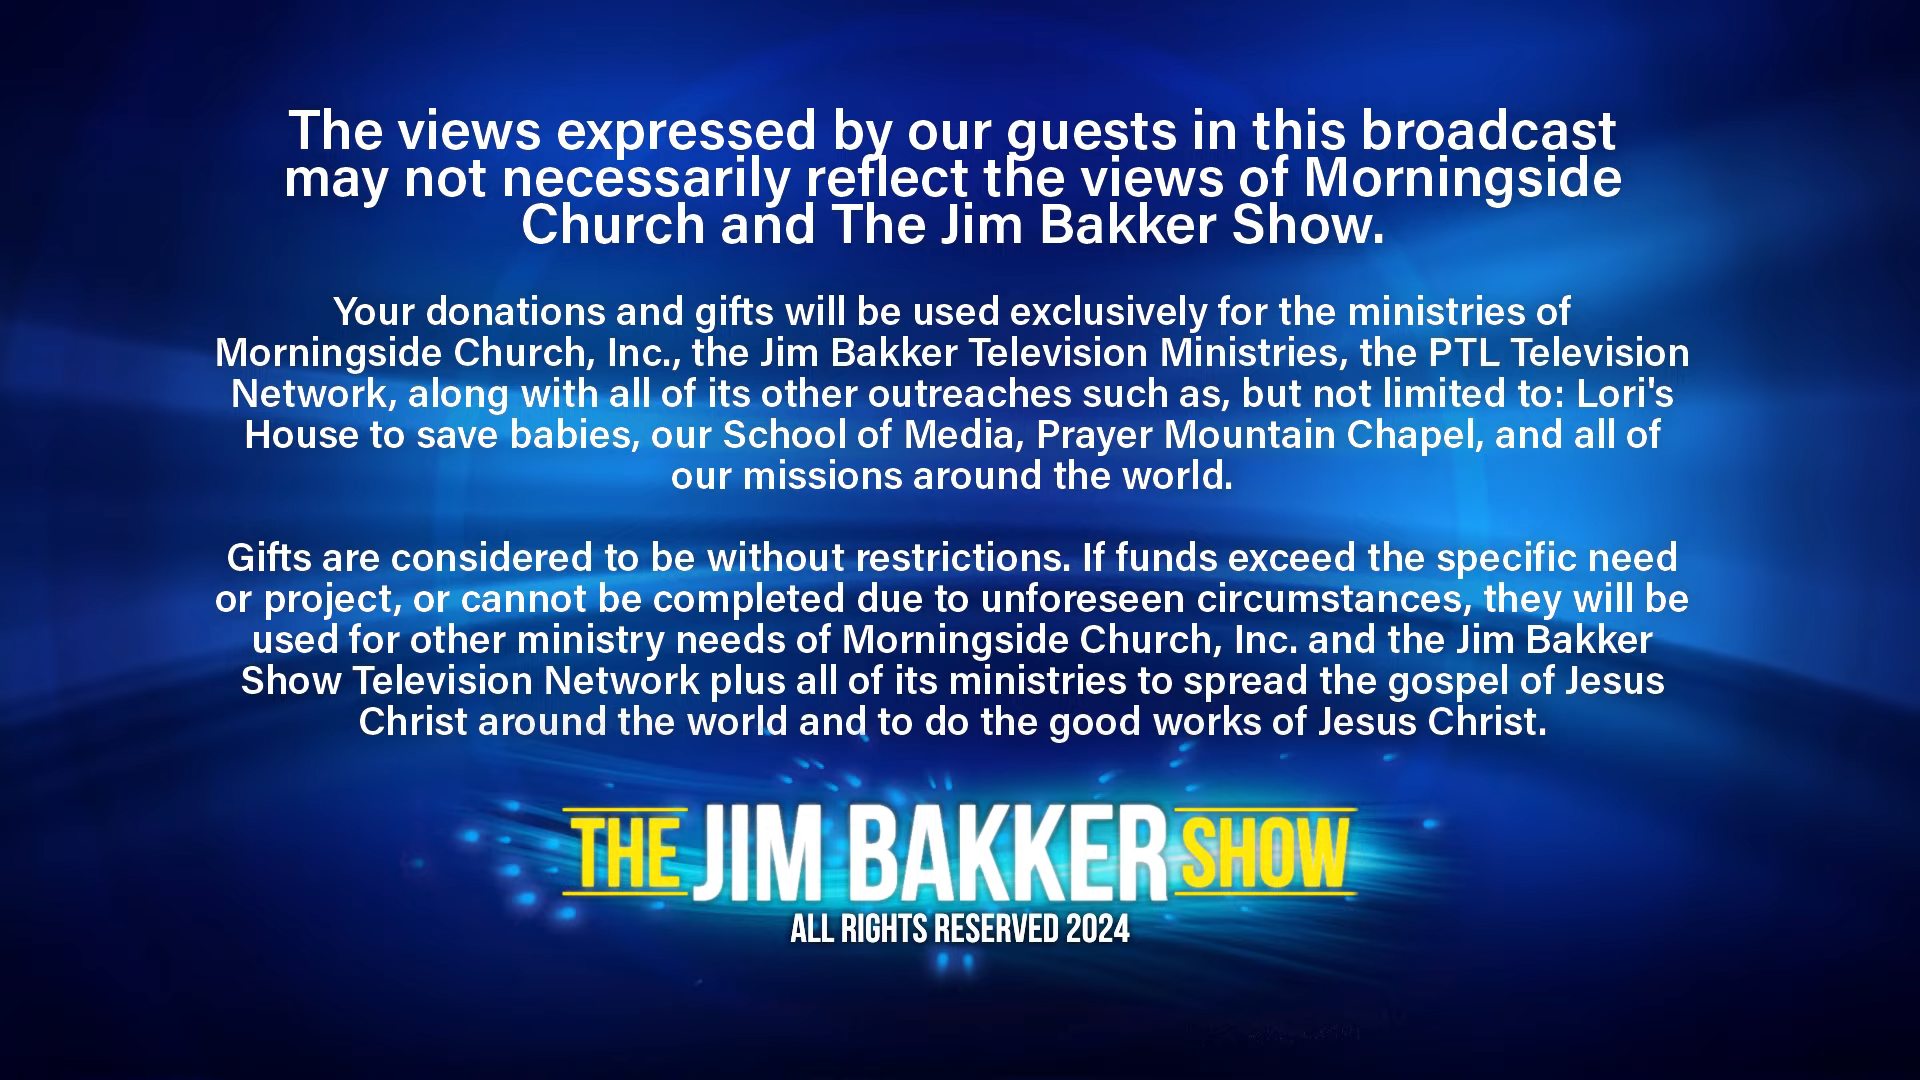 The views expressed by our guests in this broadcast
may not necessarily reflect the views of Morningside
Church and The Jim Bakker Show.
Your donations and gifts will be used exclusively for the ministries of
Morningside Church, Inc., the Jim Bakker Television Ministries, the PTL Television
Network, along with all of its other outreaches such as, but not limited to: Lori's
House to save babies, our School of Media, Prayer Mountain Chapel, and all of
our missions around the world.
Gifts are considered to be without restrictions. If funds exceed the specific need
or project, or cannot be completed due to unforeseen circumstances, they will be
used for other ministry needs of Morningside Church, Inc. and the Jim Bakker
Show Television Network plus all of its ministries to spread the gospel of Jesus
Christ around the world and to do the good works of Jesus Christ.
THE JIM BAKKER SHOW
ALL RIGHTS RESERVED 2024